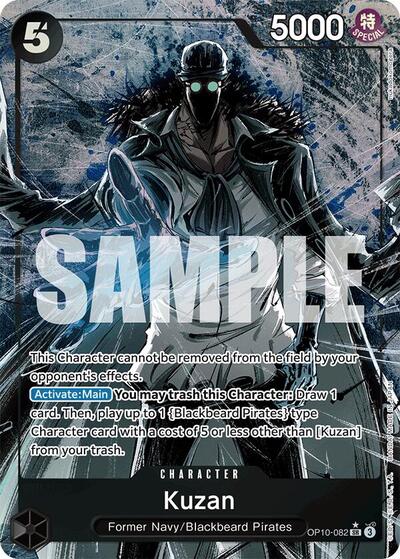 5
5000
特
SPECIAL
SAMPLE
This Character cannot be removed from the field by your
opponent's effects.
Activate:Main You may trash this Character: Draw 1
card. Then, play up to 1 {Blackbeard Pirates} type
Character card with a cost of 5 or less other than [Kuzan]
from your trash.
CHARACTER
Kuzan
Former Navy/Blackbeard Pirates
OP10-082 SR 3